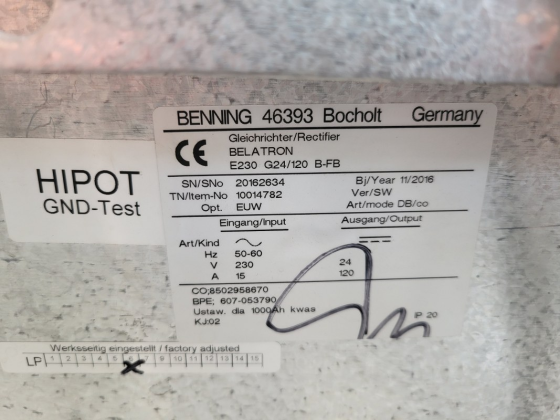 BENNING 46393 Bocholt Germany
CE
Gleichrichter/Rectifier
BELATRON
E230 G24/120 B-FB
SN/SNo 20162634 Bj/Year 11/2016
TN/Item-No 10014782 Ver/SW
Opt. EUW Art/mode DB/co
Eingang/Input Ausgang/Output
Art/Kind
Hz 50-60
V 230 24
A 15 120
CO;8502958670
BPE; 607-053790
Ustaw. dla 1000Ah kwas
KJ:02 IP 20
HIPOT
GND-Test
Werksseitig eingestellt / factory adjusted
LP 1 2 3 4 5 6 7 8 9 10 11 12 13 14 15